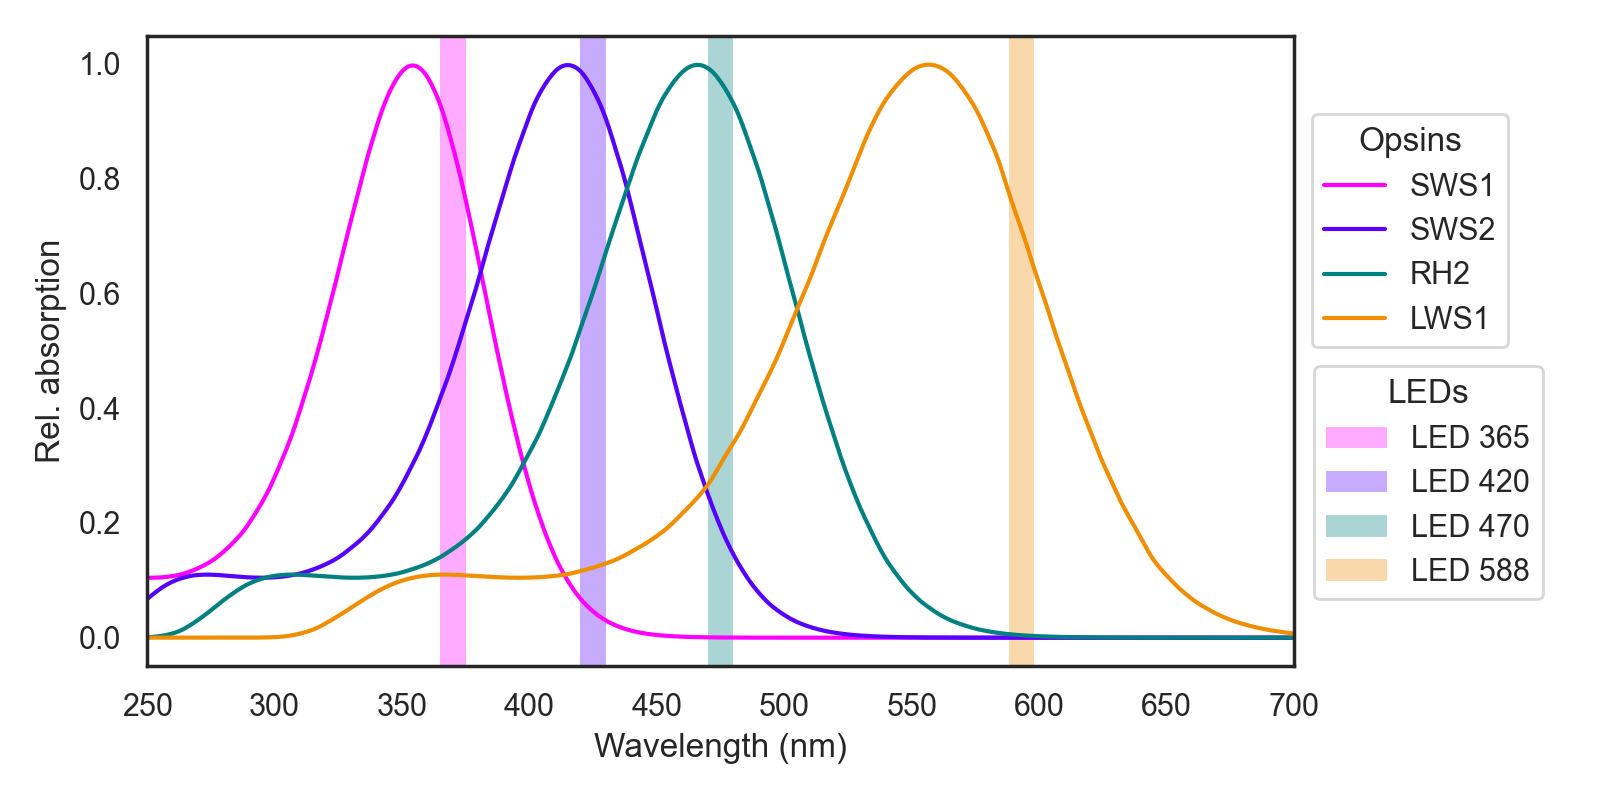 1.0
0.8
0.6
0.4
0.2
0.0
Rel. absorption
250 300 350 400 450 500 550 600 650 700
Wavelength (nm)
Opsins
SWS1
SWS2
RH2
LWS1
LEDs
LED 365
LED 420
LED 470
LED 588